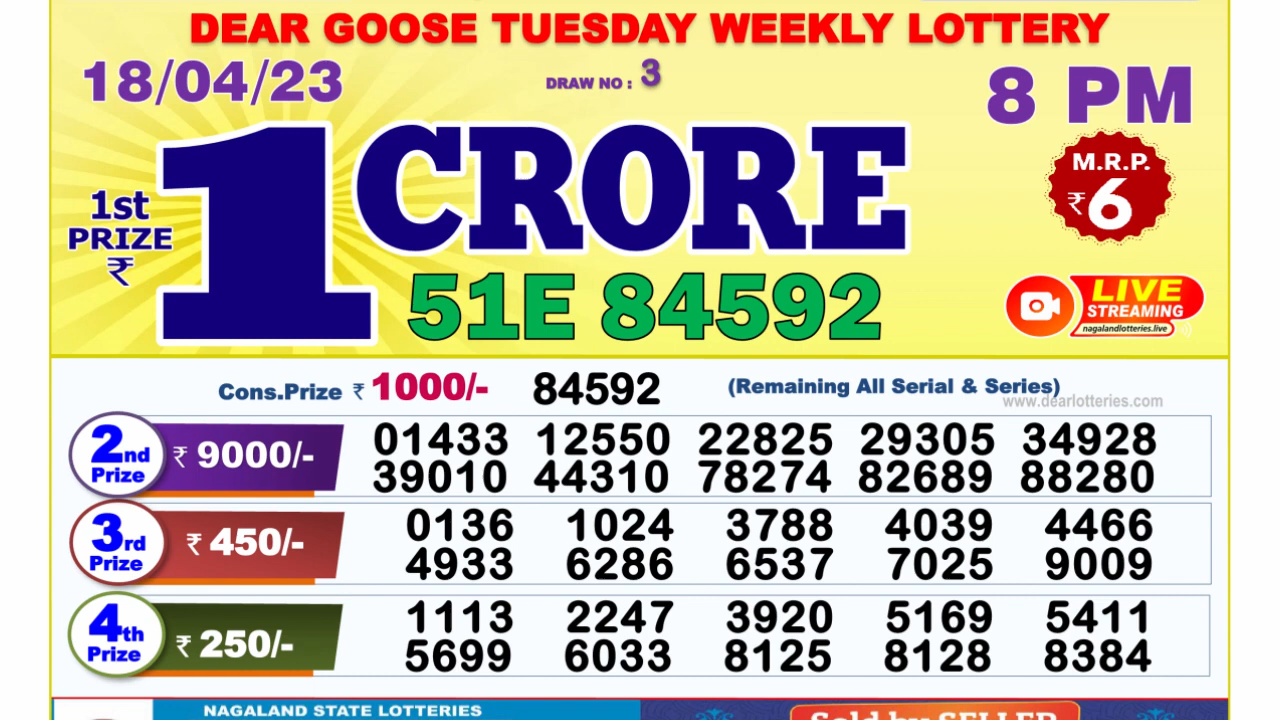 DEAR GOOSE TUESDAY WEEKLY LOTTERY
18/04/23
DRAW NO : 3
8 PM
1st
PRIZE
₹
1 CRORE
M.R.P.
₹6
51E 84592
LIVE
STREAMING
nagalandlotteries.live
Cons.Prize ₹ 1000/- 84592 (Remaining All Serial & Series)
www.dearlotteries.com
2nd
Prize
₹ 9000/-
01433 12550 22825 29305 34928
39010 44310 78274 82689 88280
3rd
Prize
₹ 450/-
0136 1024 3788 4039 4466
4933 6286 6537 7025 9009
4th
Prize
₹ 250/-
1113 2247 3920 5169 5411
5699 6033 8125 8128 8384
NAGALAND STATE LOTTERIES
Sold by SELLER